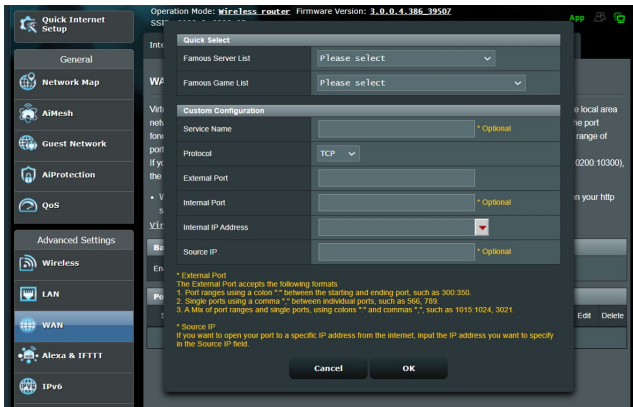 Quick Internet
Setup
Operation Mode: Wireless router Firmware Version: 3.0.0.4.386_39507
App
General
Network Map
AiMesh
Guest Network
AiProtection
QoS
Advanced Settings
Wireless
LAN
WAN
Alexa & IFTTT
IPv6
Quick Select
Famous Server List
Please select
Famous Game List
Please select
Custom Configuration
Service Name
* Optional
Protocol
TCP
External Port
Internal Port
* Optional
Internal IP Address
Source IP
* Optional
* External Port
The External Port accepts the following formats
1. Port ranges using a colon ":" between the starting and ending port, such as 300:350.
2. Single ports using a comma "," between individual ports, such as 566, 789.
3. A Mix of port ranges and single ports, using colons ":" and commas ",", such as 1015:1024, 3021.
* Source IP
If you want to open your port to a specific IP address from the internet, input the IP address you want to specify
in the Source IP field.
Cancel
OK
local area
port
range of
0200:10300),
your http
Edit
Delete